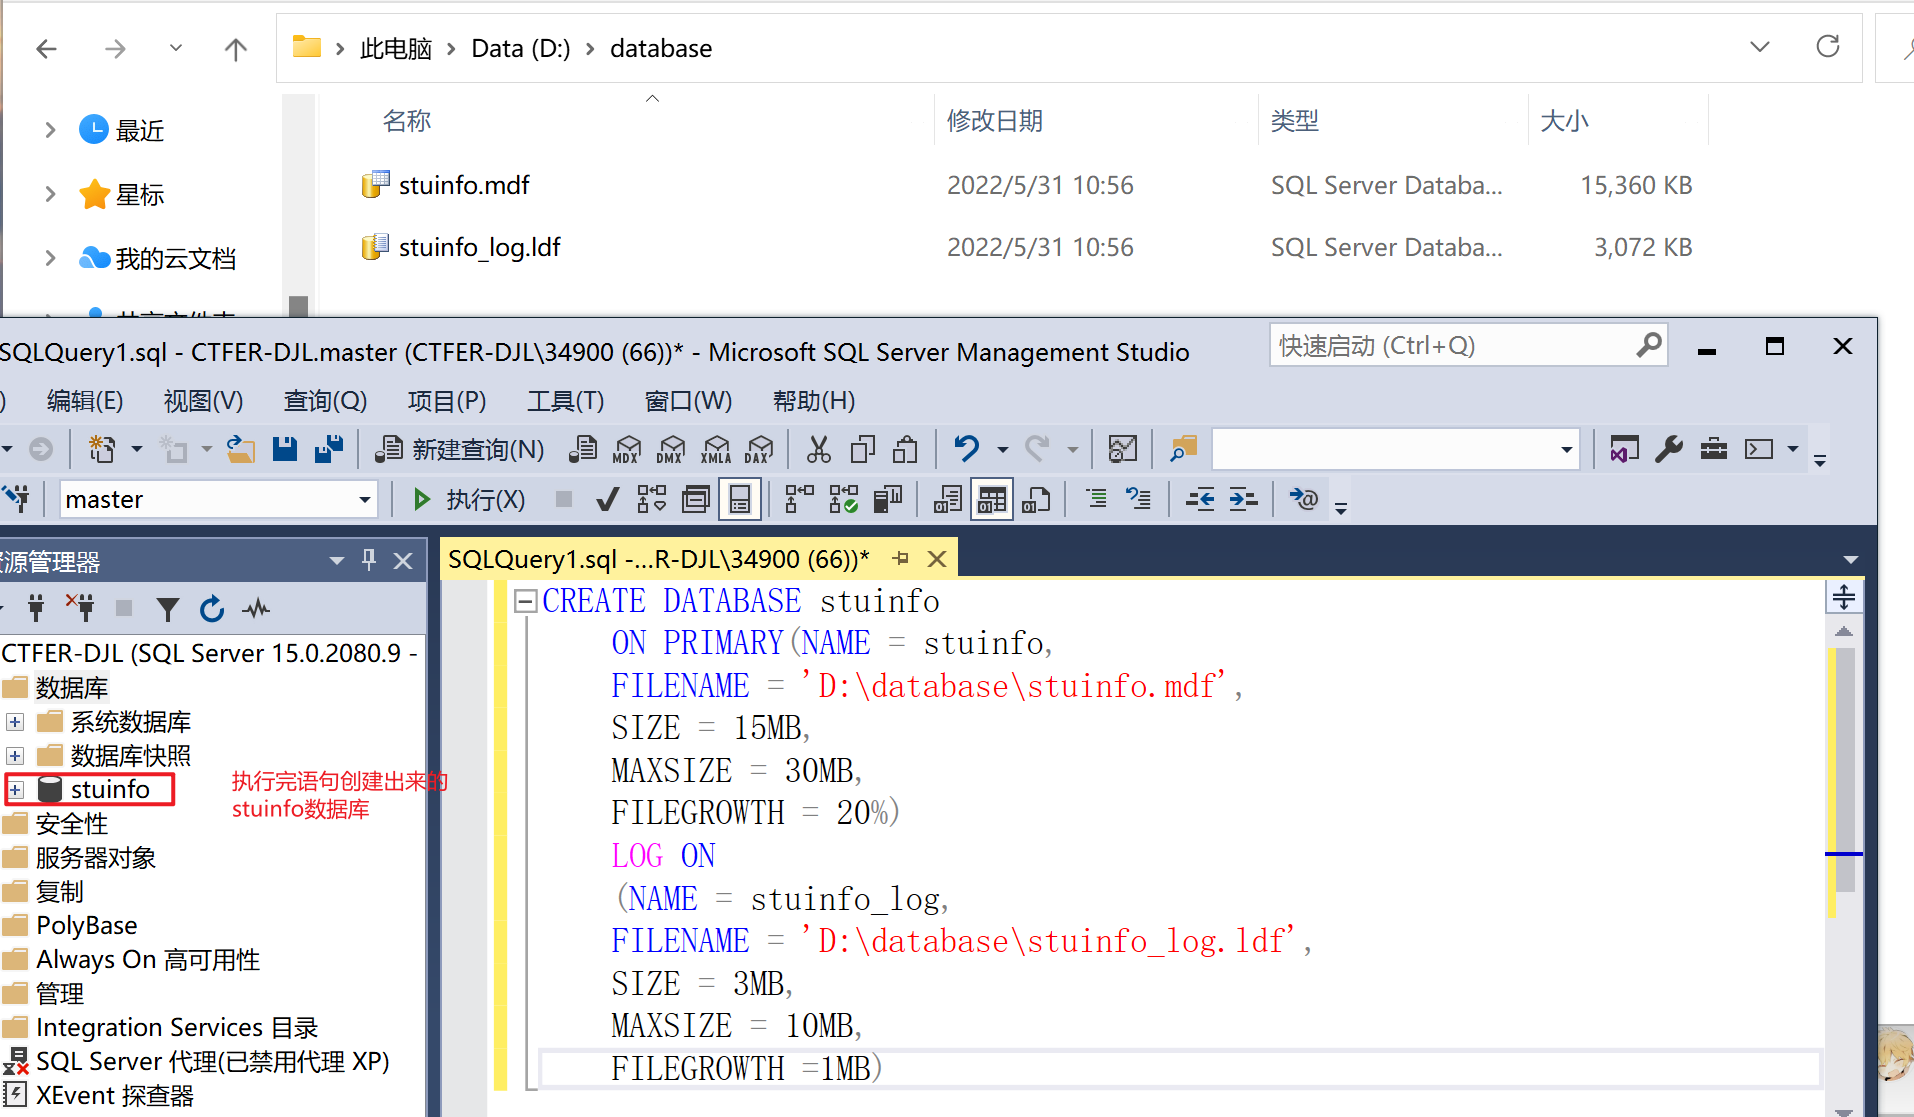 此电脑 > Data (D:) > database
名称 修改日期 类型 大小
最近
星标
我的云文档
stuinfo.mdf 2022/5/31 10:56 SQL Server Databa... 15,360 KB
stuinfo_log.ldf 2022/5/31 10:56 SQL Server Databa... 3,072 KB
SQLQuery1.sql - CTFER-DJL.master (CTFER-DJL\34900 (66))* - Microsoft SQL Server Management Studio
快速启动 (Ctrl+Q)
编辑(E) 视图(V) 查询(Q) 项目(P) 工具(T) 窗口(W) 帮助(H)
新建查询(N) MDX DMX XMLA DAX
master 执行(X)
资源管理器
CTFER-DJL (SQL Server 15.0.2080.9 -
数据库
系统数据库
数据库快照
stuinfo
安全性
服务器对象
复制
PolyBase
Always On 高可用性
管理
Integration Services 目录
SQL Server 代理(已禁用代理 XP)
XEvent 探查器
执行完语句创建出来的
stuinfo数据库
SQLQuery1.sql -...R-DJL\34900 (66))*
CREATE DATABASE stuinfo
ON PRIMARY(NAME = stuinfo,
FILENAME = 'D:\database\stuinfo.mdf',
SIZE = 15MB,
MAXSIZE = 30MB,
FILEGROWTH = 20%)
LOG ON
(NAME = stuinfo_log,
FILENAME = 'D:\database\stuinfo_log.ldf',
SIZE = 3MB,
MAXSIZE = 10MB,
FILEGROWTH =1MB)